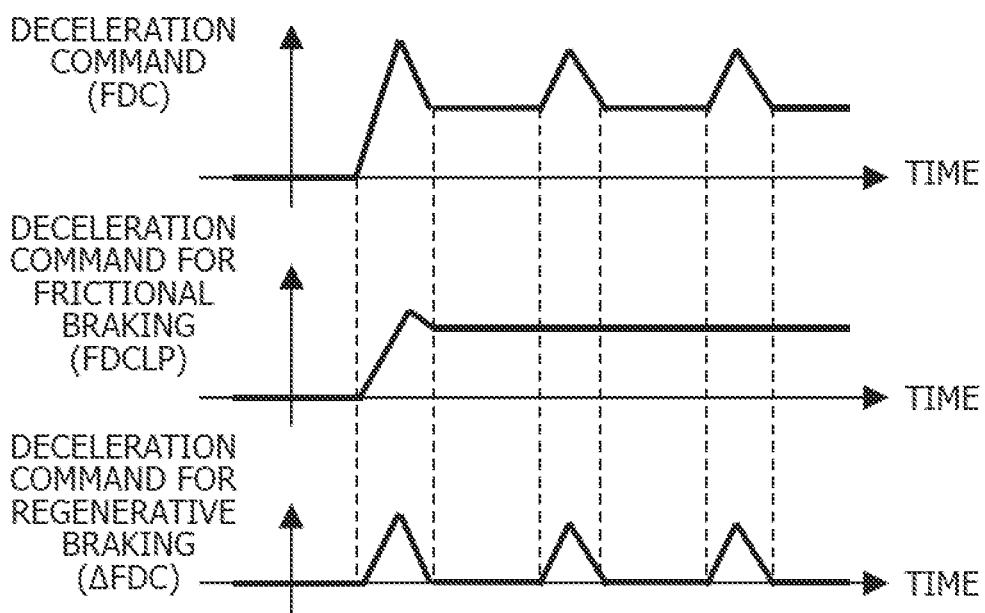 DECELERATION
COMMAND
(FDC)
TIME
DECELERATION
COMMAND FOR
FRICTIONAL
BRAKING
(FDCLP)
TIME
DECELERATION
COMMAND FOR
REGENERATIVE
BRAKING
(ΔFDC)
TIME